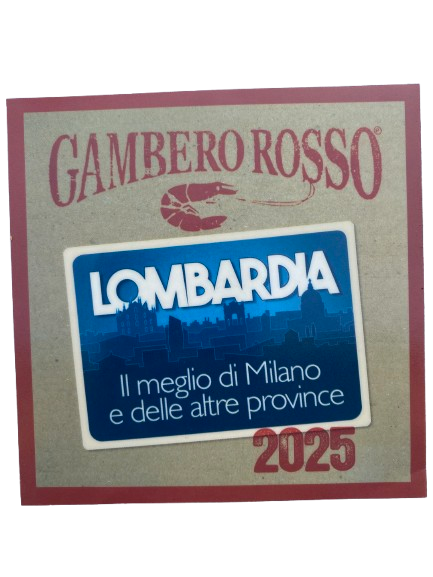 GAMBERO ROSSO®
LOMBARDIA
Il meglio di Milano
e delle altre province
2025